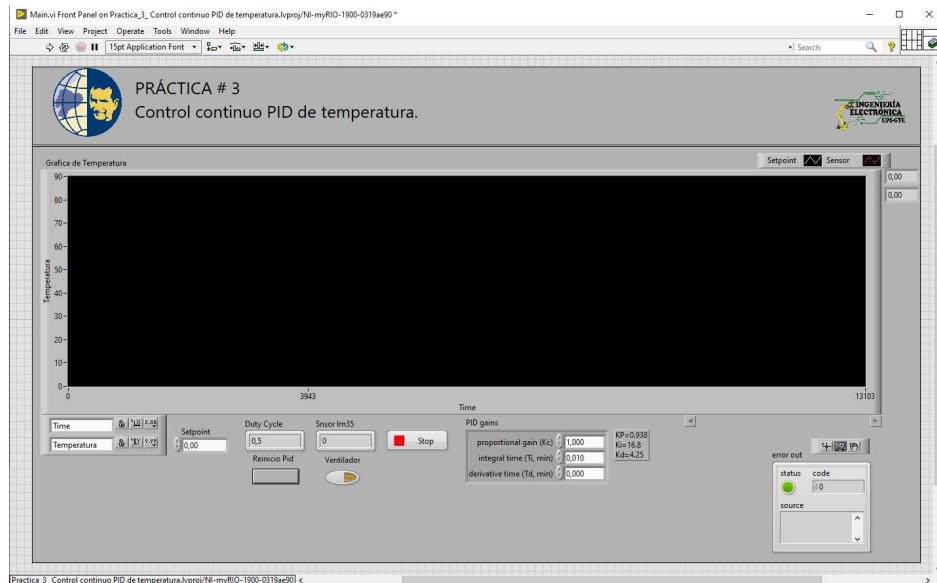 Main.vi Front Panel on Practica_3_ Control continuo PID de temperatura.lvproj/NI-myRIO-1900-0319ae90 *
File Edit View Project Operate Tools Window Help
15pt Application Font
Search
PRÁCTICA # 3
Control continuo PID de temperatura.
INGENIERÍA
ELECTRÓNICA
UPS-GYE
Grafica de Temperatura
Setpoint Sensor
0,00
0,00
90
80
70
60
50
40
30
20
10
0
Temperatura
0 3943 13103
Time
Time
Temperatura
Setpoint
0,00
Duty Cycle
0,5
Snsor lm35
0
Stop
Reinicio Pid
Ventilador
PID gains
proportional gain (Kc) 1,000
integral time (Ti, min) 0,010
derivative time (Td, min) 0,000
KP=0.938
Ki=16.8
Kd=4.25
error out
status code
0
source
Practica_3_ Control continuo PID de temperatura.lvproj/NI-myRIO-1900-0319ae90